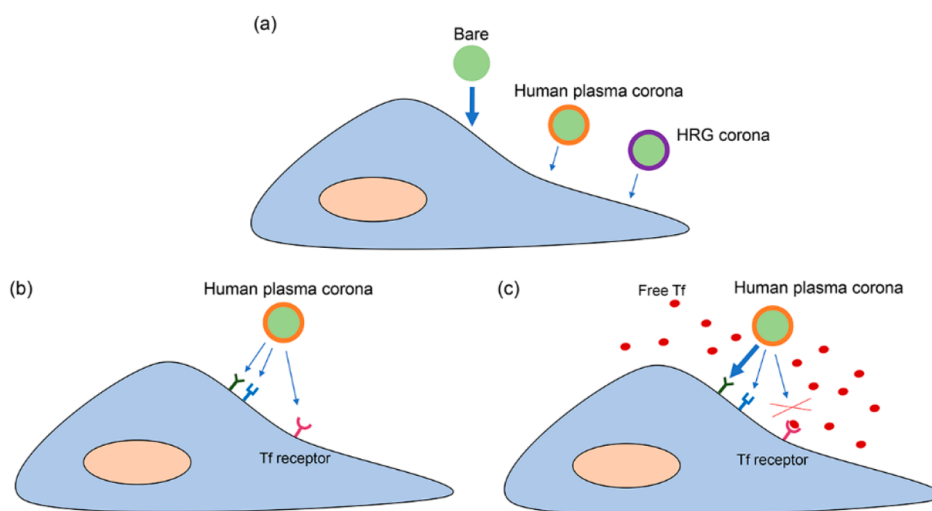 (a)
Bare
Human plasma corona
HRG corona
(b)
Human plasma corona
Tf receptor
(c)
Free Tf
Human plasma corona
Tf receptor